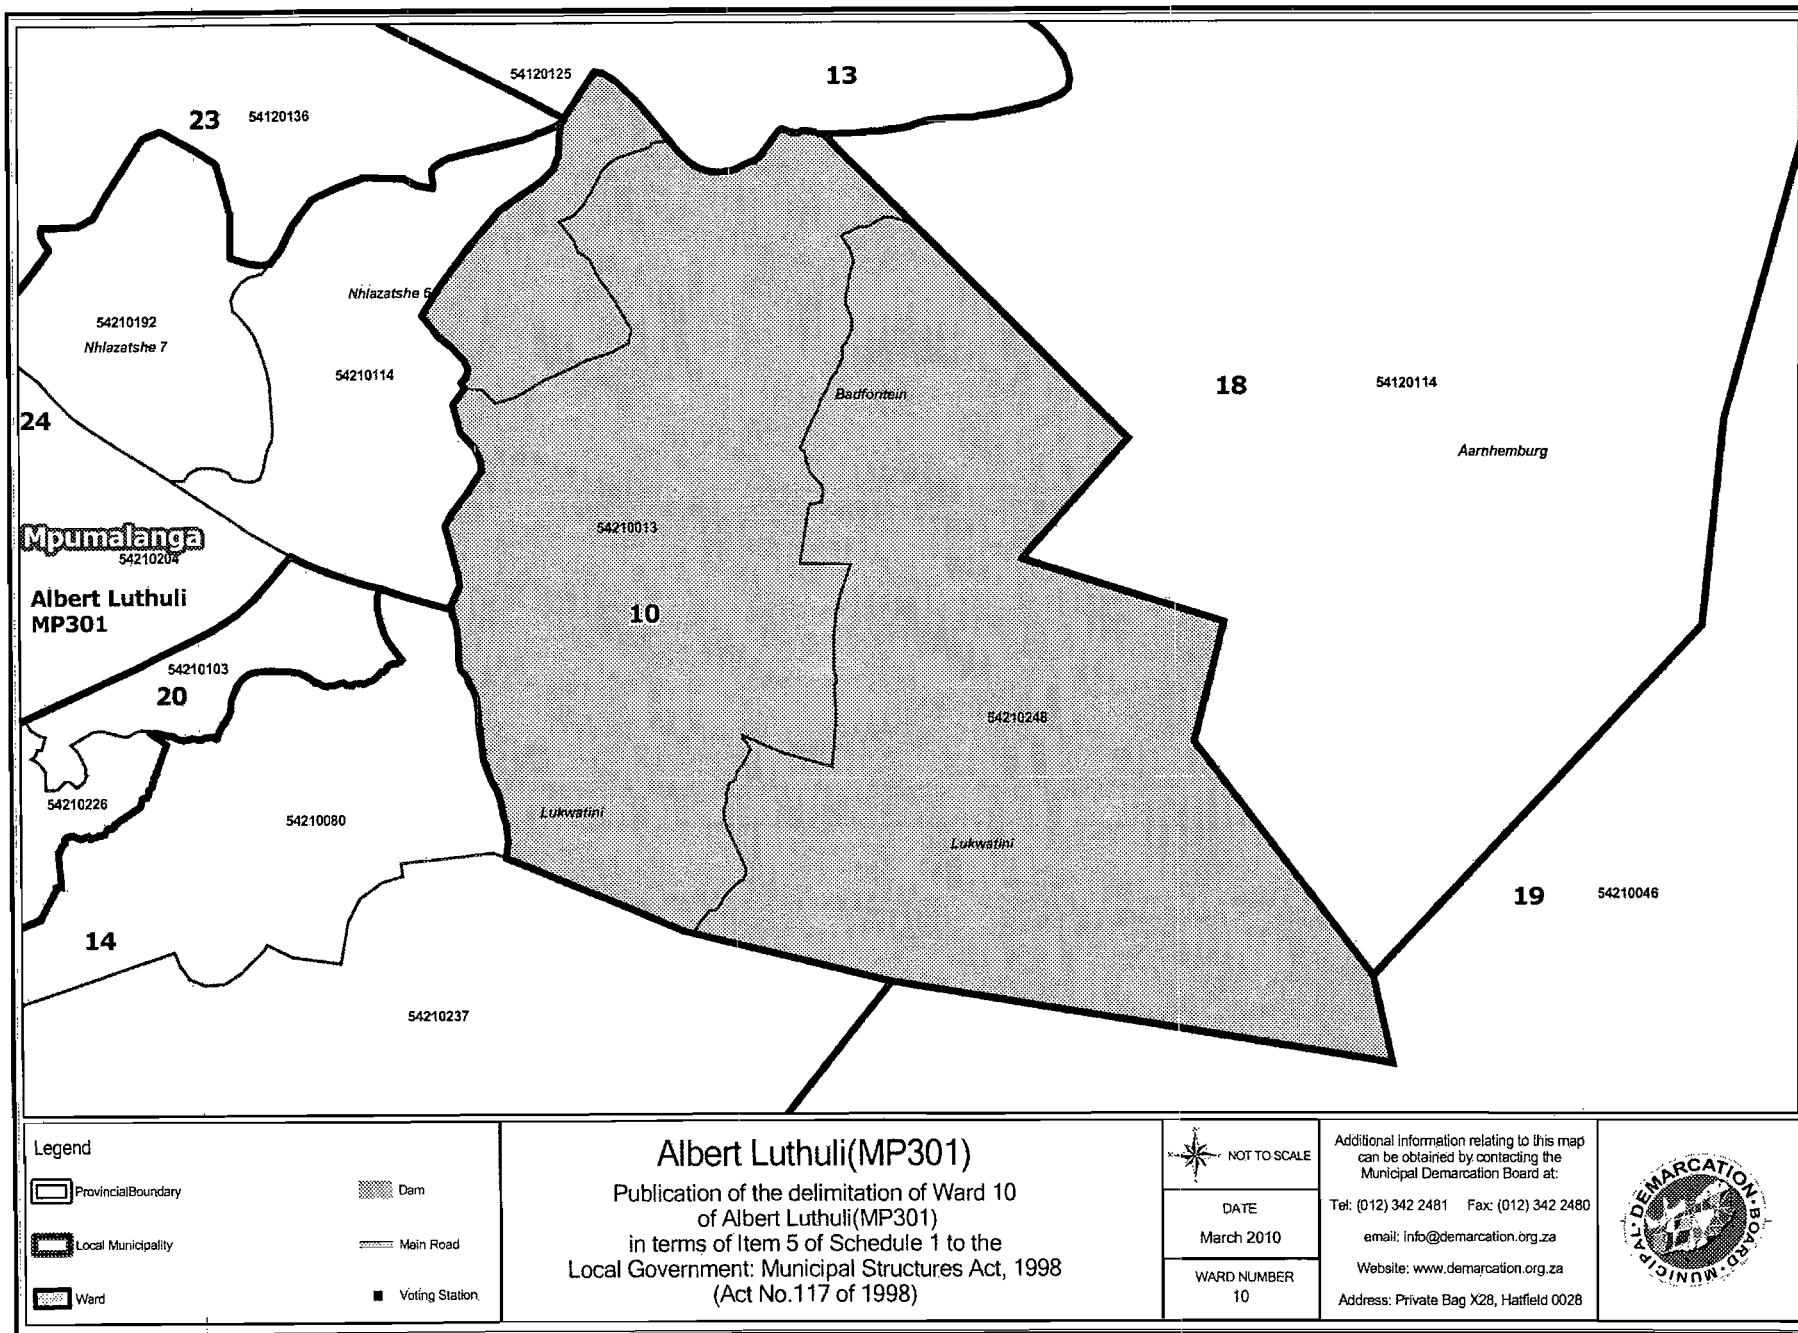 54120125
13
23
54120136
Nhlazatshe 6
54210192
Nhlazatshe 7
54210114
Badfontein
18
54120114
24
Aarnhemburg
54210013
Mpumalanga
54210204
Albert Luthuli
MP301
10
54210103
20
54210248
54210226
54210080
Lukwatini
Lukwatini
19
54210046
14
54210237
Legend
ProvincialBoundary
Dam
Local Municipality
Main Road
Ward
Voting Station
Albert Luthuli(MP301)
Publication of the delimitation of Ward 10
of Albert Luthuli(MP301)
in terms of Item 5 of Schedule 1 to the
Local Government: Municipal Structures Act, 1998
(Act No.117 of 1998)
NOT TO SCALE
DATE
March 2010
WARD NUMBER
10
Additional information relating to this map
can be obtained by contacting the
Municipal Demarcation Board at:
Tel: (012) 342 2481 Fax: (012) 342 2480
email: info@demarcation.org.za
Website: www.demarcation.org.za
Address: Private Bag X28, Hatfield 0028
MUNICIPAL DEMARCATION BOARD